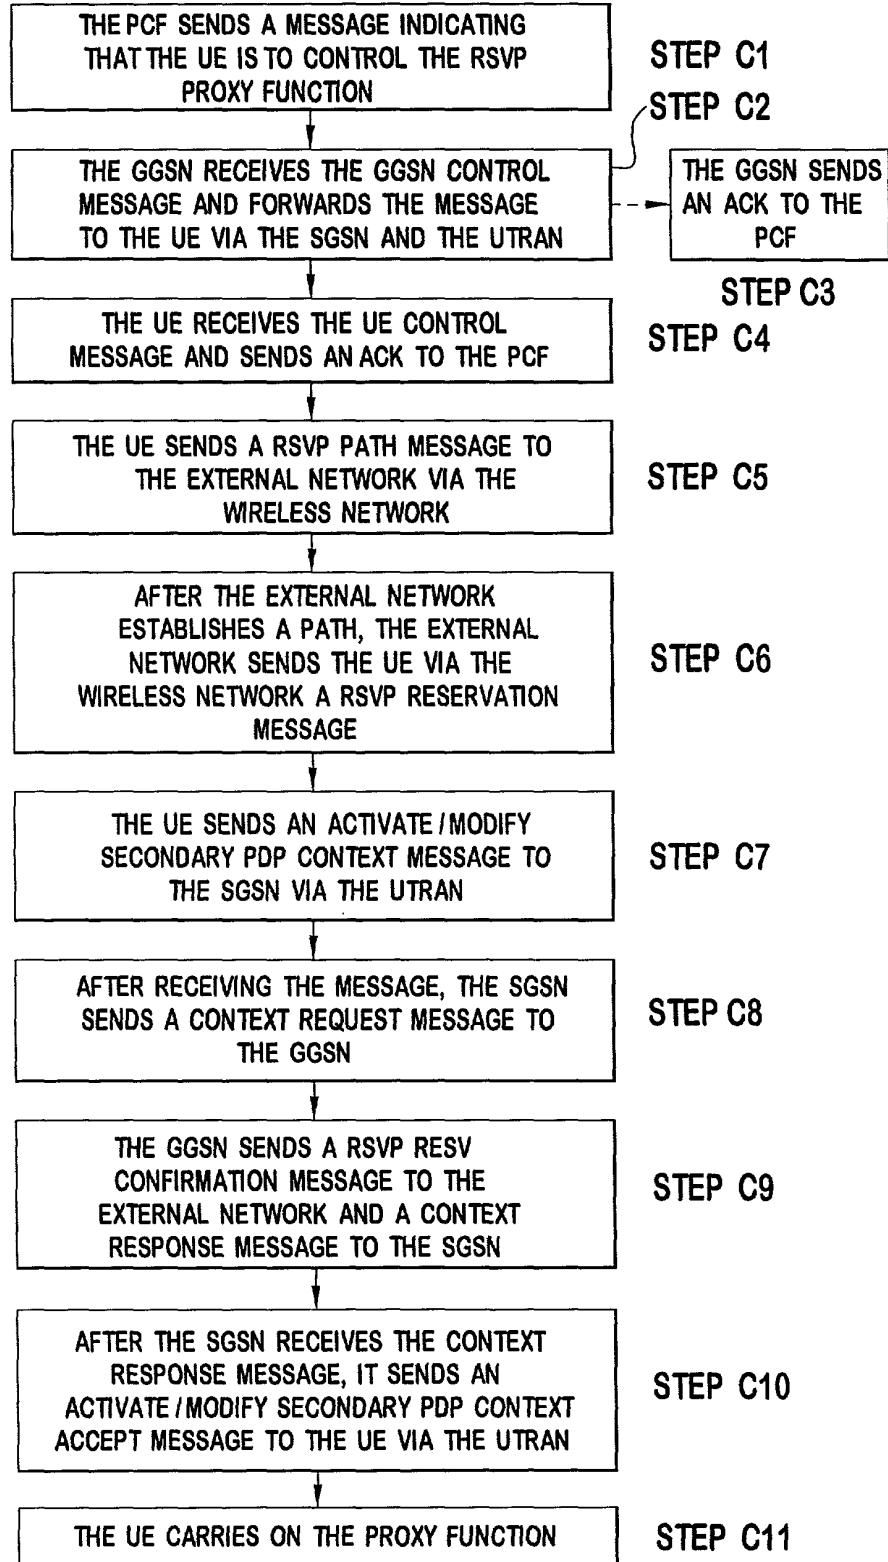 THE PCF SENDS A MESSAGE INDICATING
THAT THE UE IS TO CONTROL THE RSVP
PROXY FUNCTION
STEP C1
STEP C2
THE GGSN RECEIVES THE GGSN CONTROL
MESSAGE AND FORWARDS THE MESSAGE
TO THE UE VIA THE SGSN AND THE UTRAN
THE GGSN SENDS
AN ACK TO THE
PCF
STEP C3
THE UE RECEIVES THE UE CONTROL
MESSAGE AND SENDS AN ACK TO THE PCF
STEP C4
THE UE SENDS A RSVP PATH MESSAGE TO
THE EXTERNAL NETWORK VIA THE
WIRELESS NETWORK
STEP C5
AFTER THE EXTERNAL NETWORK
ESTABLISHES A PATH, THE EXTERNAL
NETWORK SENDS THE UE VIA THE
WIRELESS NETWORK A RSVP RESERVATION
MESSAGE
STEP C6
THE UE SENDS AN ACTIVATE/MODIFY
SECONDARY PDP CONTEXT MESSAGE TO
THE SGSN VIA THE UTRAN
STEP C7
AFTER RECEIVING THE MESSAGE, THE SGSN
SENDS A CONTEXT REQUEST MESSAGE TO
THE GGSN
STEP C8
THE GGSN SENDS A RSVP RESV
CONFIRMATION MESSAGE TO THE
EXTERNAL NETWORK AND A CONTEXT
RESPONSE MESSAGE TO THE SGSN
STEP C9
AFTER THE SGSN RECEIVES THE CONTEXT
RESPONSE MESSAGE, IT SENDS AN
ACTIVATE/MODIFY SECONDARY PDP CONTEXT
ACCEPT MESSAGE TO THE UE VIA THE UTRAN
STEP C10
THE UE CARRIES ON THE PROXY FUNCTION
STEP C11